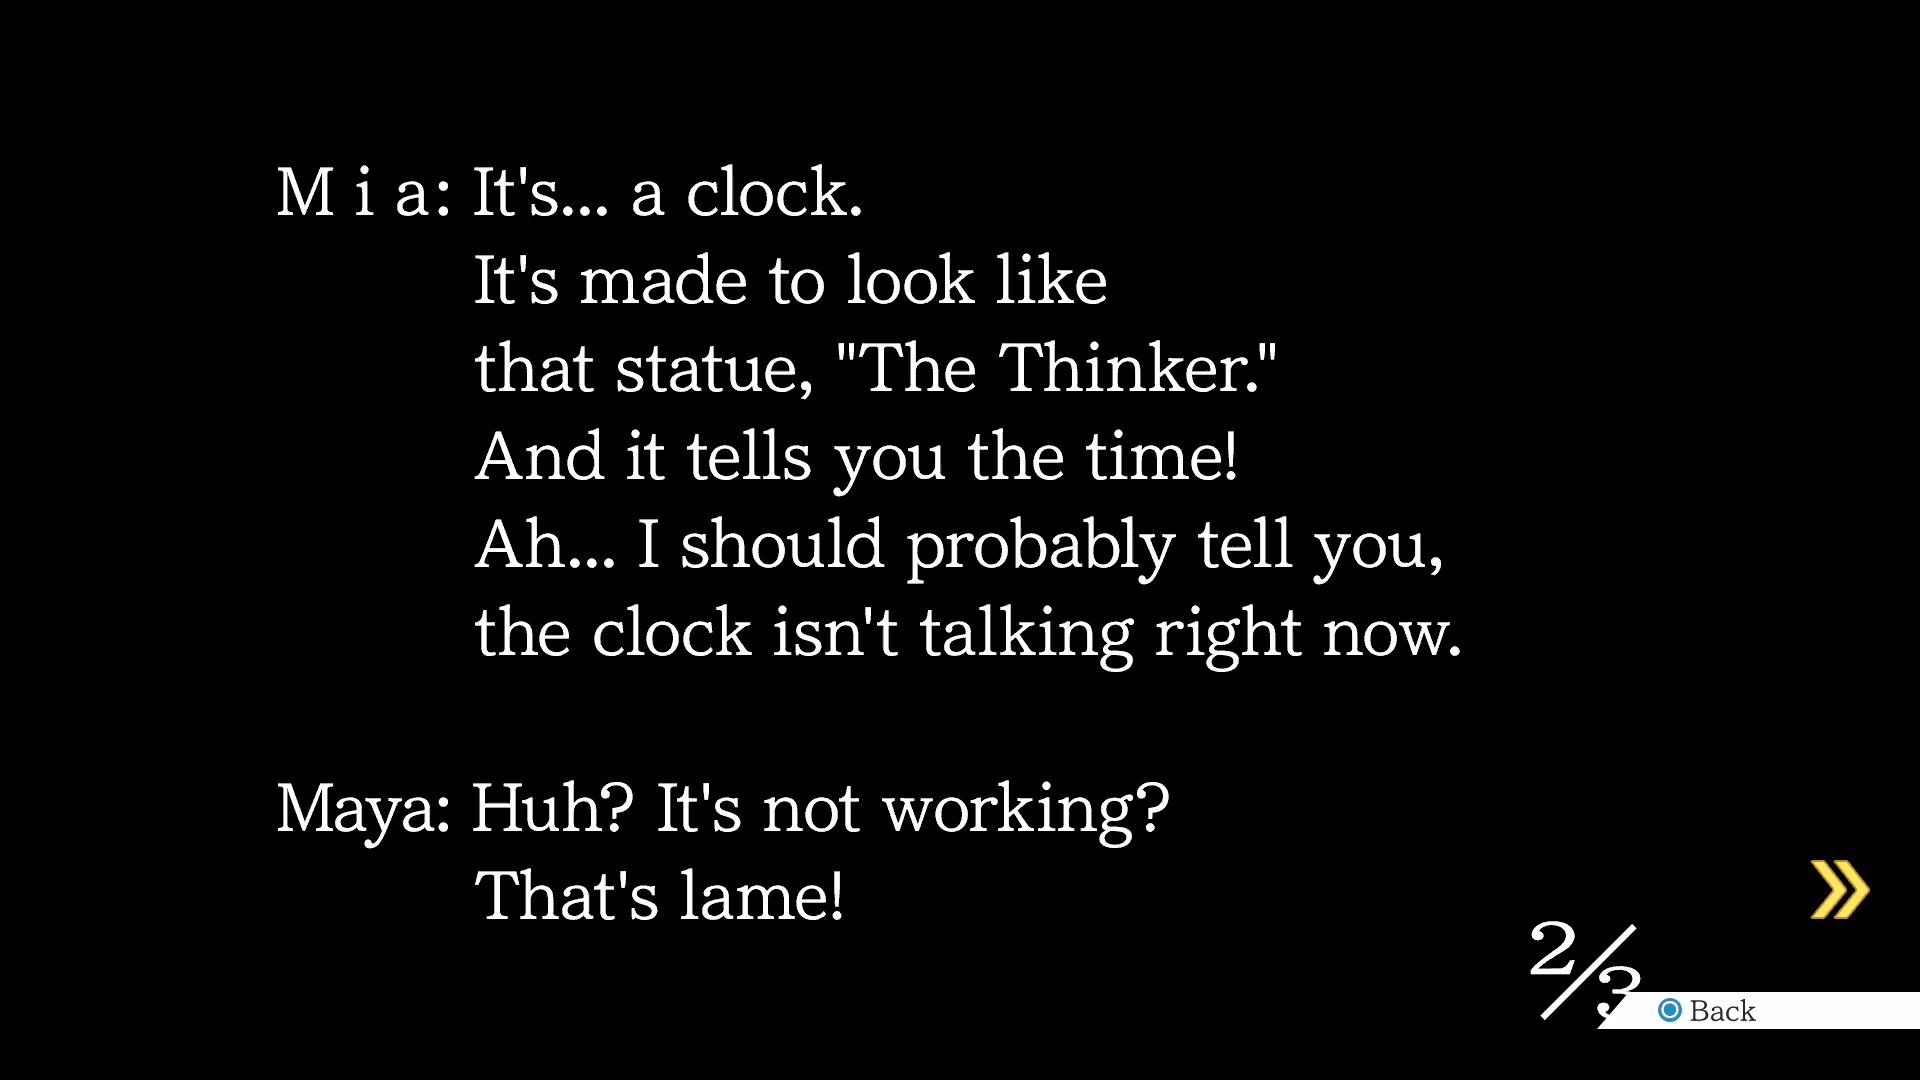 M i a: It's... a clock.
It's made to look like
that statue, "The Thinker."
And it tells you the time!
Ah... I should probably tell you,
the clock isn't talking right now.
Maya: Huh? It's not working?
That's lame!
2/3
Back